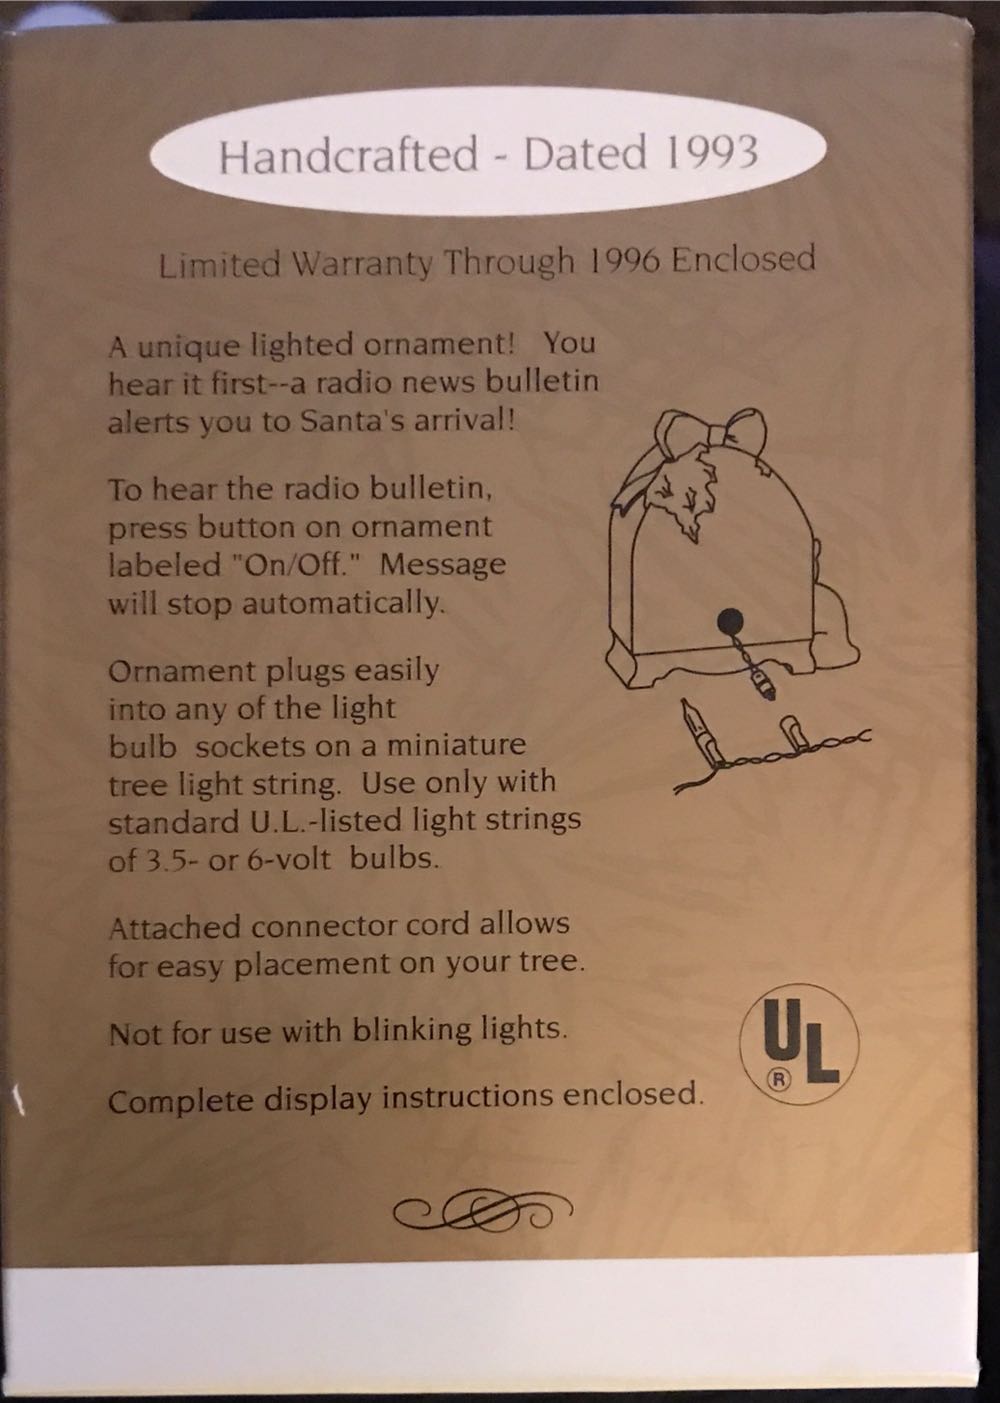 Handcrafted - Dated 1993
Limited Warranty Through 1996 Enclosed
A unique lighted ornament! You
hear it first--a radio news bulletin
alerts you to Santa's arrival!
To hear the radio bulletin,
press button on ornament
labeled "On/Off." Message
will stop automatically.
Ornament plugs easily
into any of the light
bulb sockets on a miniature
tree light string. Use only with
standard U.L.-listed light strings
of 3.5- or 6-volt bulbs.
Attached connector cord allows
for easy placement on your tree.
Not for use with blinking lights.
Complete display instructions enclosed.
UL
®